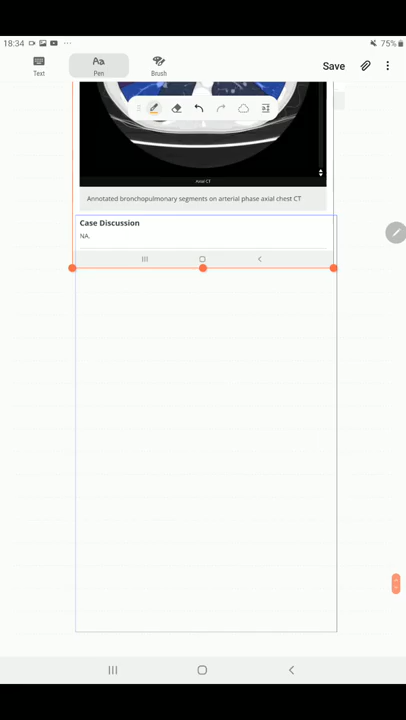 18:34
75%
Text
Aa
Pen
Brush
Save
Axial CT
Annotated bronchopulmonary segments on arterial phase axial chest CT
Case Discussion
NA.